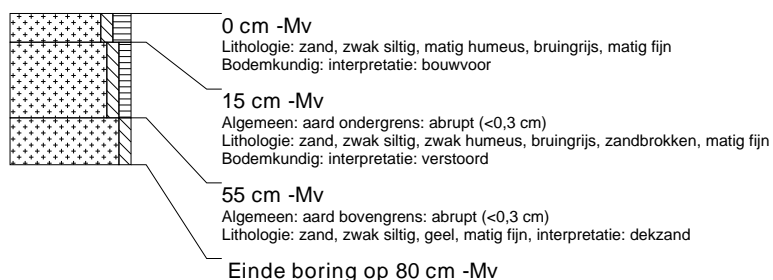 0 cm -Mv
Lithologie: zand, zwak siltig, matig humeus, bruingrijs, matig fijn
Bodemkundig: interpretatie: bouwvoor
15 cm -Mv
Algemeen: aard ondergrens: abrupt (<0,3 cm)
Lithologie: zand, zwak siltig, zwak humeus, bruingrijs, zandbrokken, matig fijn
Bodemkundig: interpretatie: verstoord
55 cm -Mv
Algemeen: aard bovengrens: abrupt (<0,3 cm)
Lithologie: zand, zwak siltig, geel, matig fijn, interpretatie: dekzand
Einde boring op 80 cm -Mv